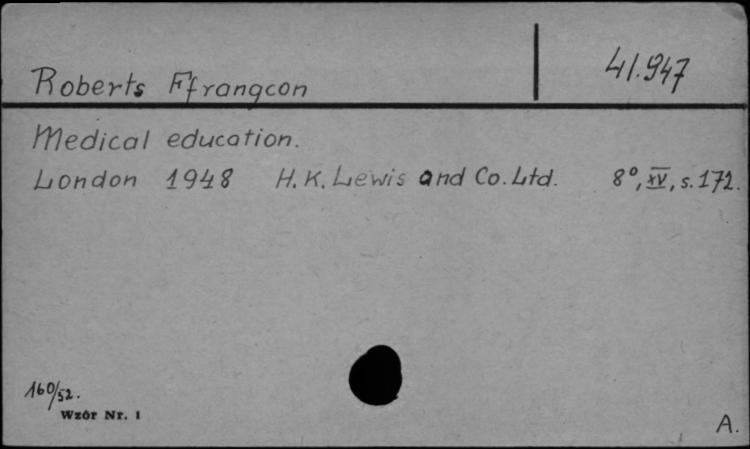 Roberts Ffrangcon
41.947
Medical education.
London 1948 H. K. Lewis and Co. Ltd. 8°, XV, s. 172.
160/52.
Wzór Nr. 1
A.